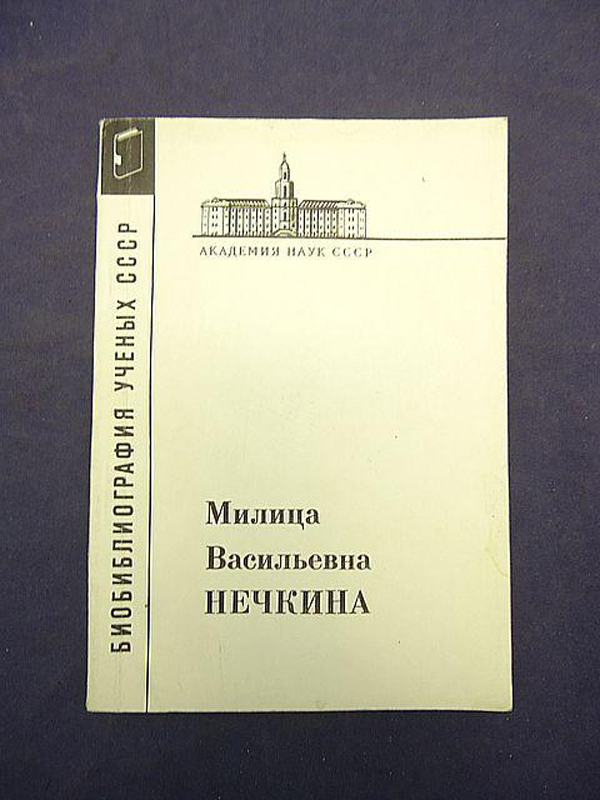 БИОБИБЛИОГРАФИЯ УЧЕНЫХ СССР
АКАДЕМИЯ НАУК СССР
Милица
Васильевна
НЕЧКИНА